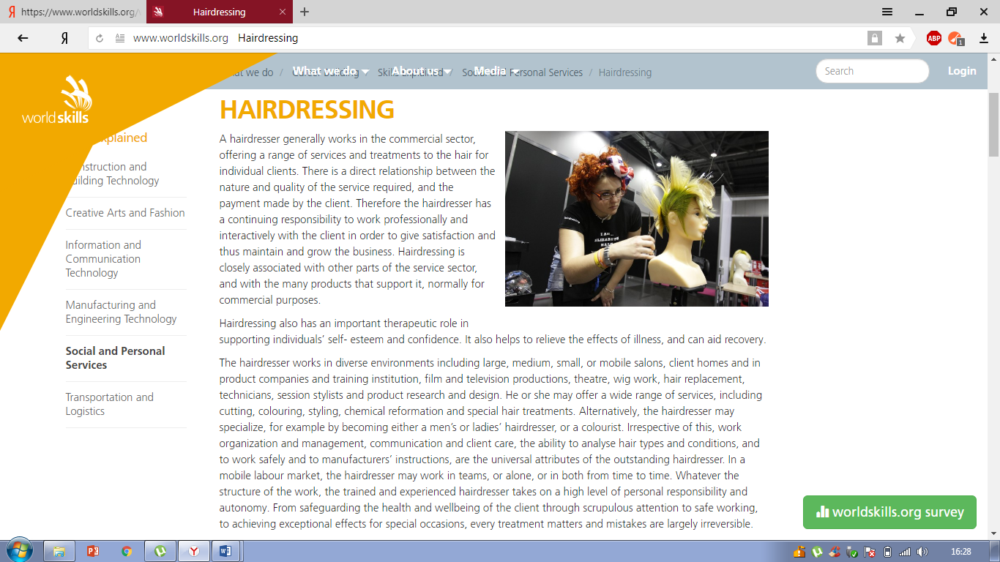 https://www.worldskills.org/
Hairdressing
www.worldskills.org Hairdressing
ABP
1
What we do
About us
Media
Social and Personal Services / Hairdressing
Search
Login
world skills
HAIRDRESSING
Construction and
Building Technology
Creative Arts and Fashion
Information and
Communication
Technology
Manufacturing and
Engineering Technology
Social and Personal
Services
Transportation and
Logistics
A hairdresser generally works in the commercial sector,
offering a range of services and treatments to the hair for
individual clients. There is a direct relationship between the
nature and quality of the service required, and the
payment made by the client. Therefore the hairdresser has
a continuing responsibility to work professionally and
interactively with the client in order to give satisfaction and
thus maintain and grow the business. Hairdressing is
closely associated with other parts of the service sector,
and with the many products that support it, normally for
commercial purposes.
Hairdressing also has an important therapeutic role in
supporting individuals’ self- esteem and confidence. It also helps to relieve the effects of illness, and can aid recovery.
The hairdresser works in diverse environments including large, medium, small, or mobile salons, client homes and in
product companies and training institution, film and television productions, theatre, wig work, hair replacement,
technicians, session stylists and product research and design. He or she may offer a wide range of services, including
cutting, colouring, styling, chemical reformation and special hair treatments. Alternatively, the hairdresser may
specialize, for example by becoming either a men’s or ladies’ hairdresser, or a colourist. Irrespective of this, work
organization and management, communication and client care, the ability to analyse hair types and conditions, and
to work safely and to manufacturers’ instructions, are the universal attributes of the outstanding hairdresser. In a
mobile labour market, the hairdresser may work in teams, or alone, or in both from time to time. Whatever the
structure of the work, the trained and experienced hairdresser takes on a high level of personal responsibility and
autonomy. From safeguarding the health and wellbeing of the client through scrupulous attention to safe working,
to achieving exceptional effects for special occasions, every treatment matters and mistakes are largely irreversible.
worldskills.org survey
16:28